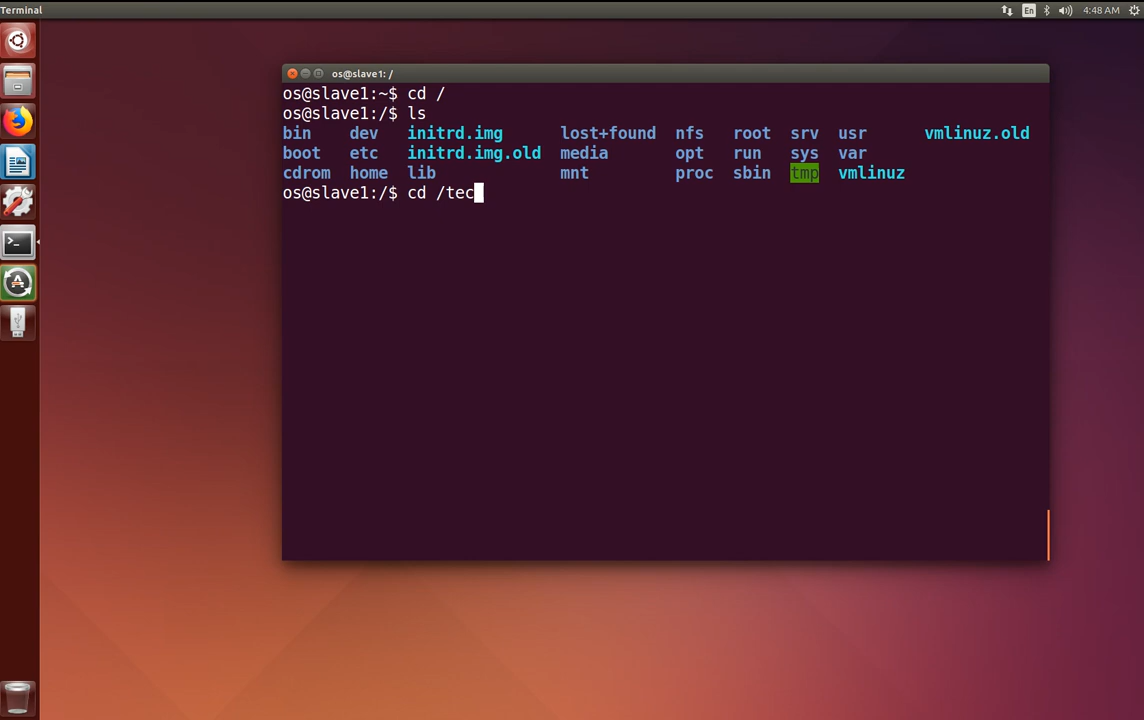 Terminal
En
4:48 AM
os@slave1: /
os@slave1:~$ cd /
os@slave1:/$ ls
bin dev initrd.img lost+found nfs root srv usr vmlinuz.old
boot etc initrd.img.old media opt run sys var
cdrom home lib mnt proc sbin tmp vmlinuz
os@slave1:/$ cd /tec